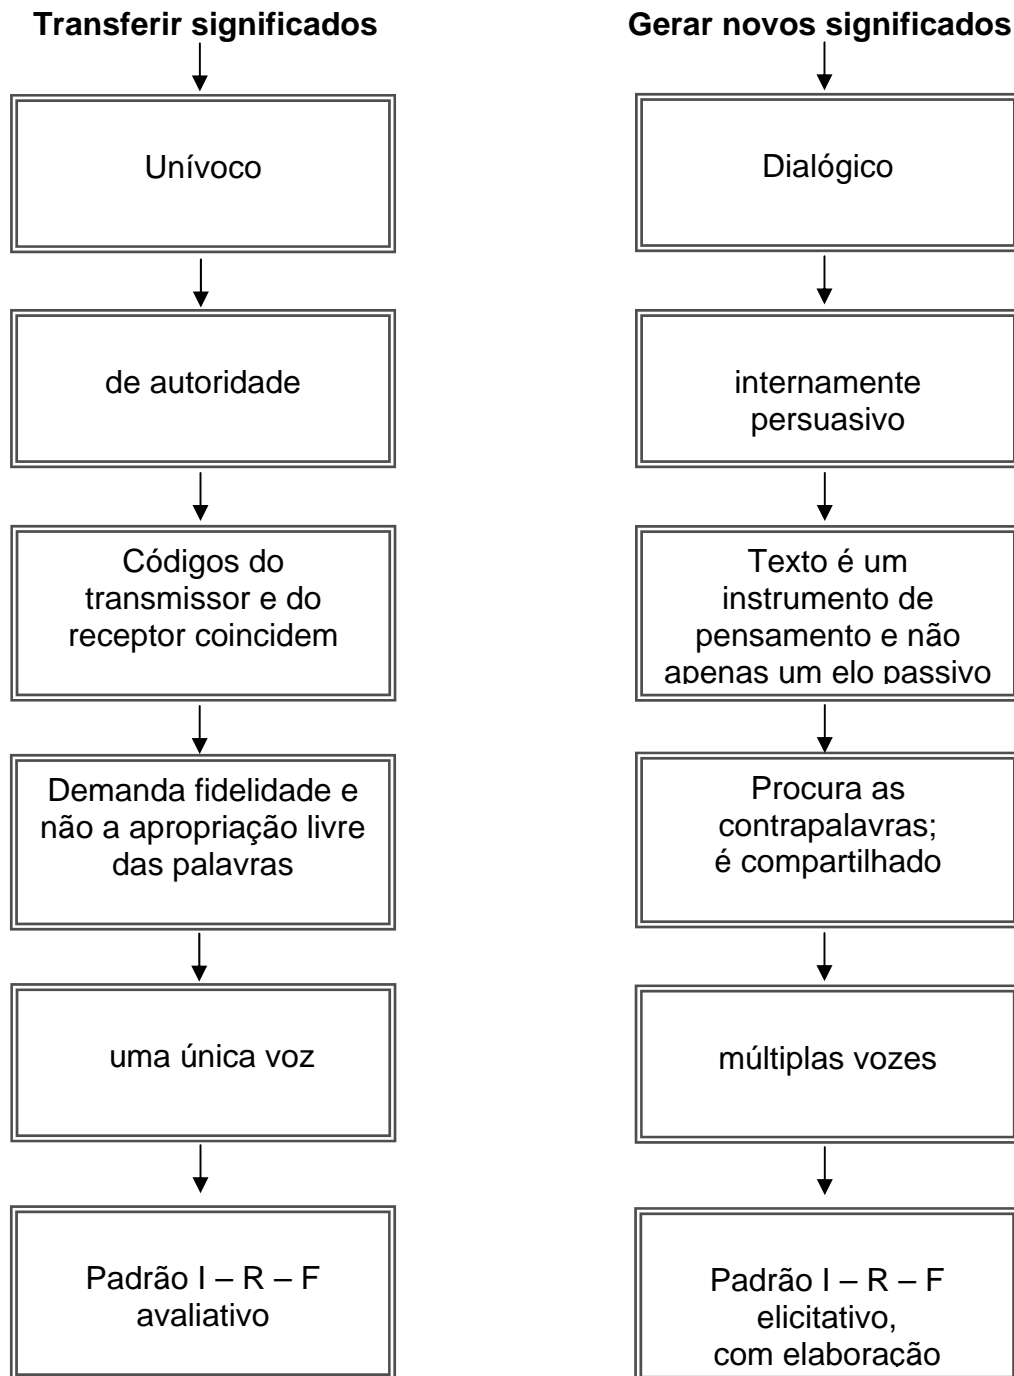 Transferir significados
Unívoco
de autoridade
Códigos do
transmissor e do
receptor coincidem
Demanda fidelidade e
não a apropriação livre
das palavras
uma única voz
Padrão I – R – F
avaliativo
Gerar novos significados
Dialógico
internamente
persuasivo
Texto é um
instrumento de
pensamento e não
apenas um elo passivo
Procura as
contrapalavras;
é compartilhado
múltiplas vozes
Padrão I – R – F
elicitativo,
com elaboração